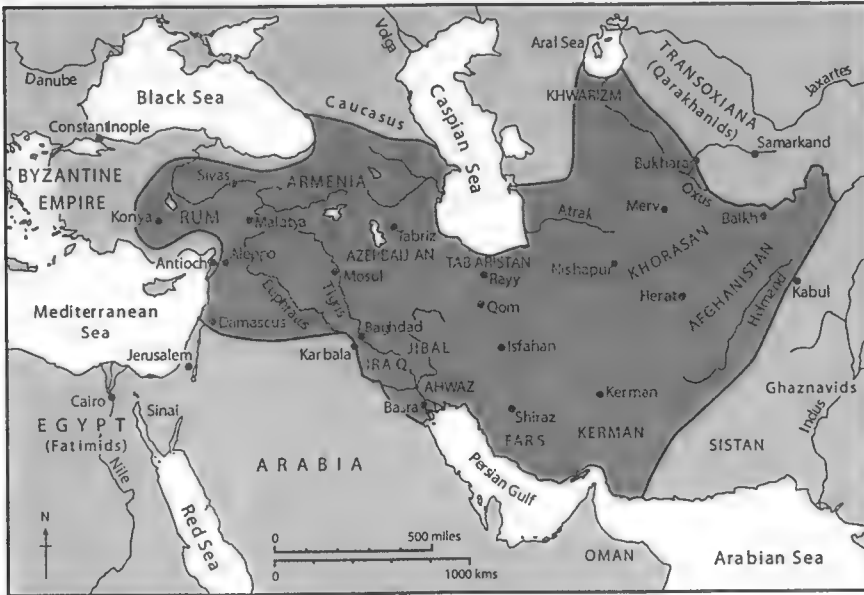 Danube
Volga
Aral Sea
TRANSOXIANA
(Qarakhanids)
Jaxartes
Black Sea
Caucasus
Caspian Sea
KHWARIZM
Constantinople
Samarkand
BYZANTINE
EMPIRE
Sivas
ARMENIA
Bukhara
Oxus
Konya
RUM
Malatya
Tabriz
Atrak
Merv
Balkh
Antioch
Aleppo
AZERBAIJAN
Mosul
TABARISTAN
Rayy
Nishapur
KHORASAN
Mediterranean
Sea
Euphratis
Tigris
Qom
Herat
AFGHANISTAN
Helmand
Kabul
Damascus
Baghdad
Jerusalem
Karbala
JIBAL
IRAQ
Isfahan
Cairo
Sinai
AHWAZ
Basra
Kerman
Ghaznavids
EGYPT
(Fatimids)
Nile
Shiraz
FARS
KERMAN
SISTAN
Indus
ARABIA
Persian Gulf
Red Sea
N
0 500 miles
0 1000 kms
OMAN
Arabian Sea